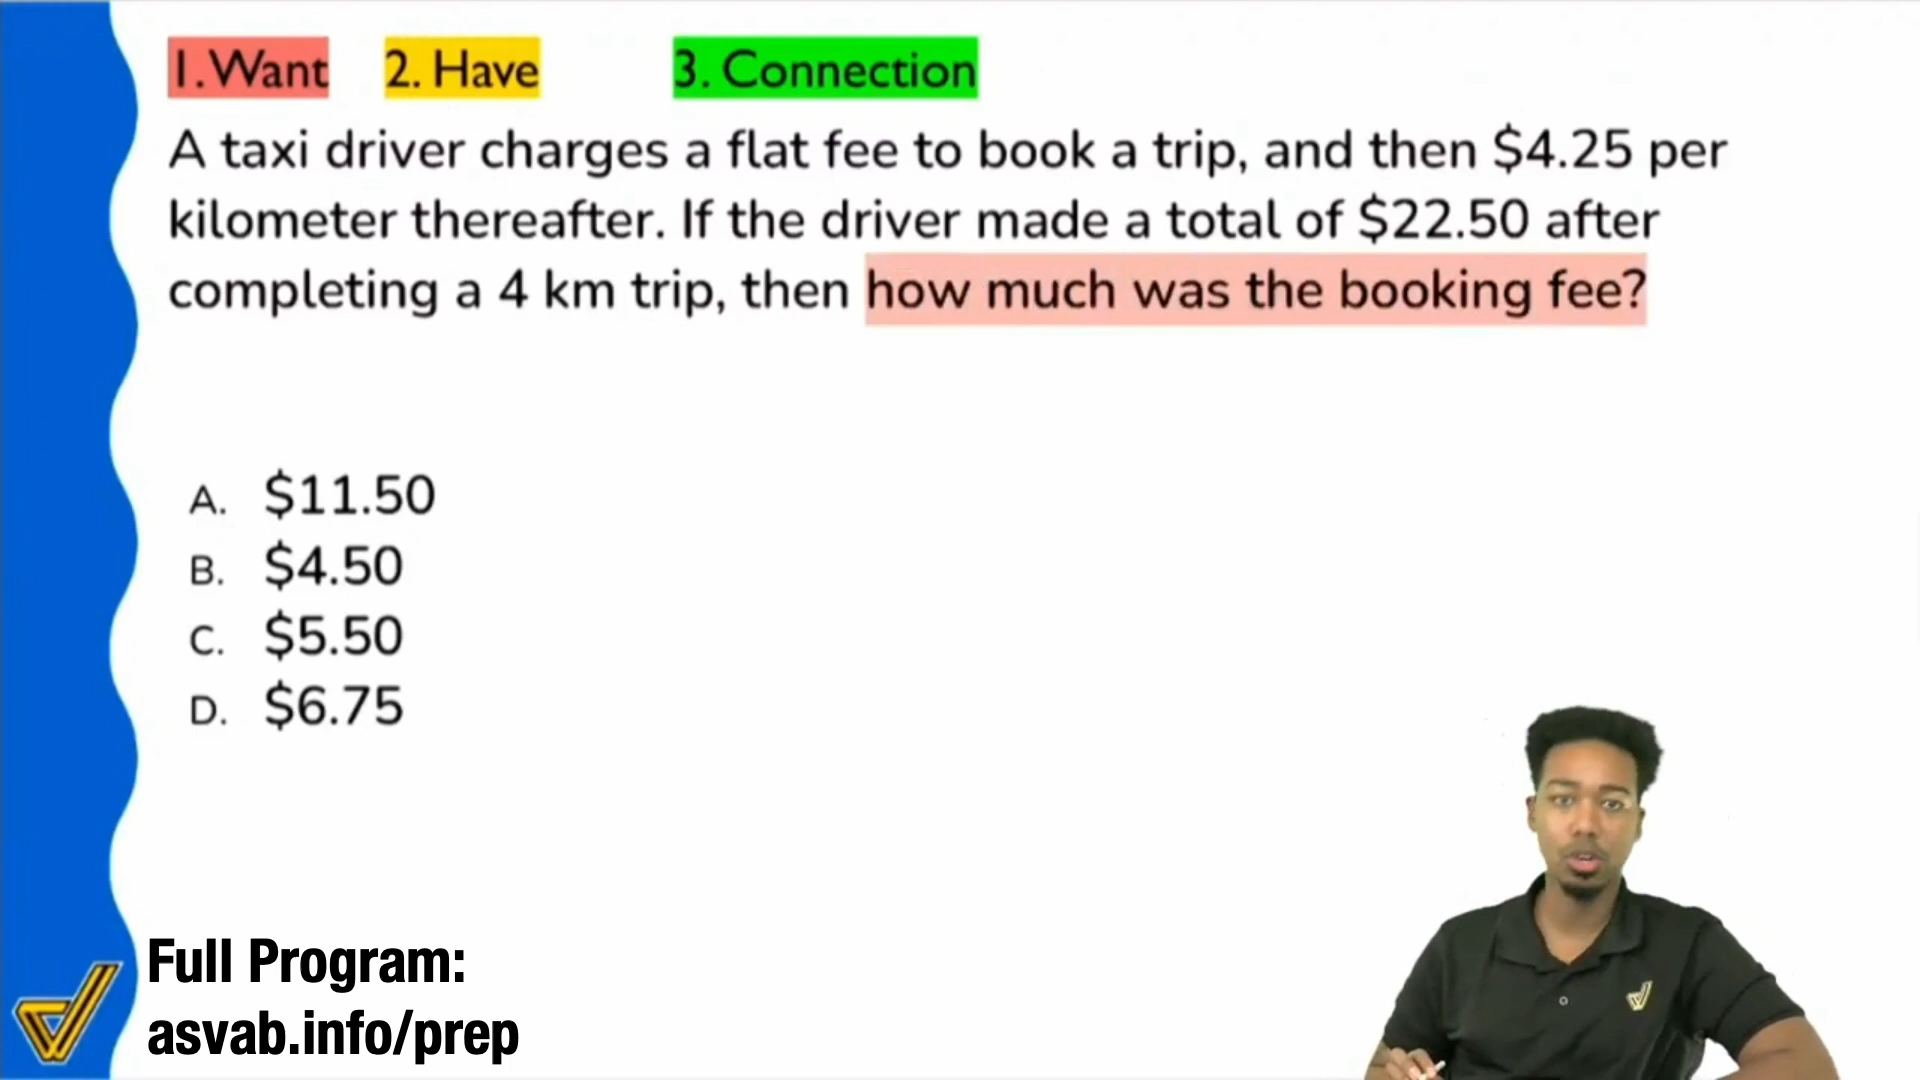 1. Want 2. Have 3. Connection
A taxi driver charges a flat fee to book a trip, and then $4.25 per
kilometer thereafter. If the driver made a total of $22.50 after
completing a 4 km trip, then how much was the booking fee?
A. $11.50
B. $4.50
C. $5.50
D. $6.75
Full Program:
asvab.info/prep